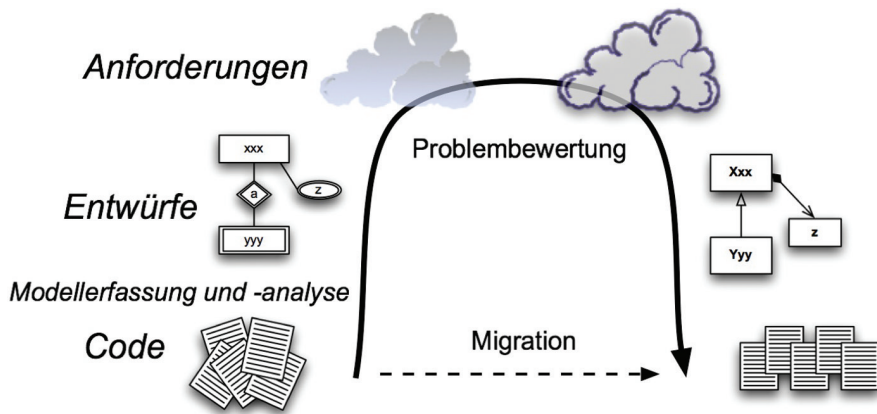 Anforderungen
Problembewertung
xxx
a
z
yyy
Entwürfe
Xxx
z
Yyy
Modellerfassung und -analyse
Code
Migration